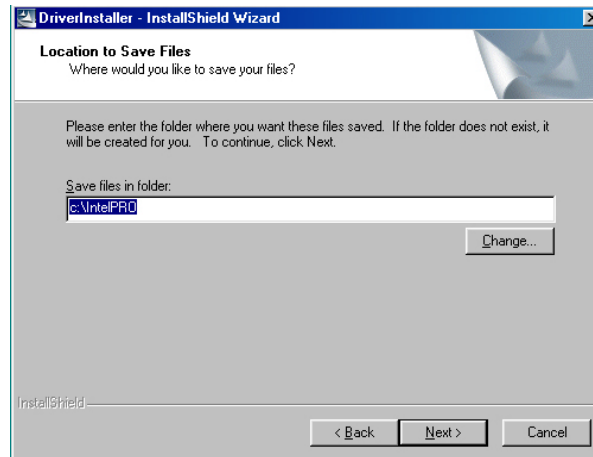 DriverInstaller - InstallShield Wizard
Location to Save Files
Where would you like to save your files?
Please enter the folder where you want these files saved. If the folder does not exist, it
will be created for you. To continue, click Next.
Save files in folder:
c:\IntelPRO
Change...
InstallShield
< Back Next > Cancel